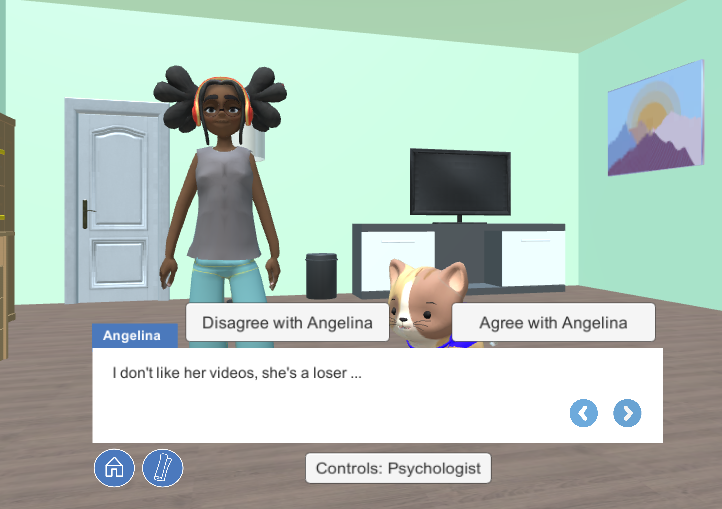 Disagree with Angelina
Agree with Angelina
Angelina
I don't like her videos, she's a loser ...
Controls: Psychologist